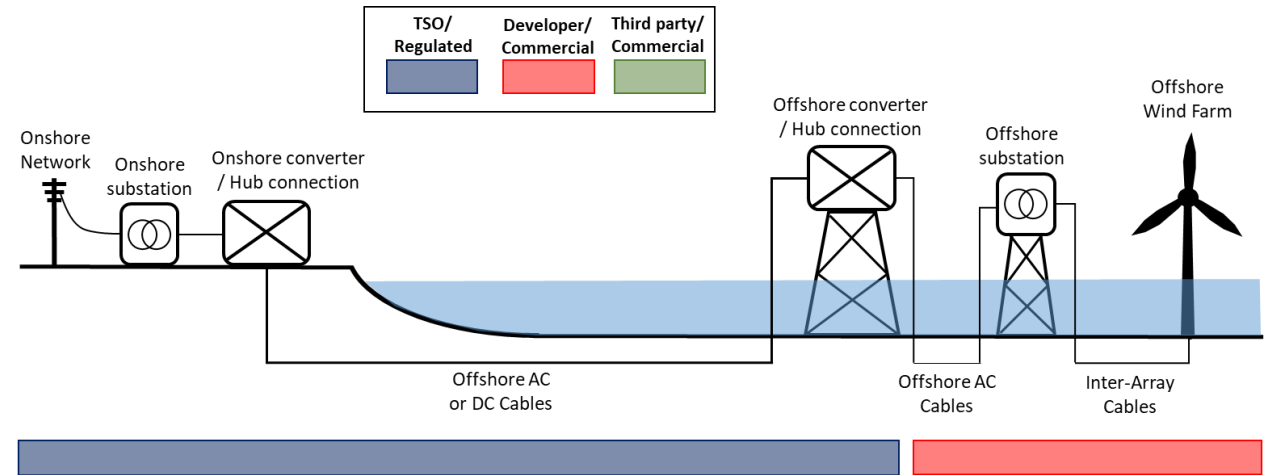 TSO/
Regulated
Developer/
Commercial
Third party/
Commercial
Onshore
Network
Onshore
substation
Onshore converter
/ Hub connection
Offshore converter
/ Hub connection
Offshore
substation
Offshore
Wind Farm
Offshore AC
or DC Cables
Offshore AC
Cables
Inter-Array
Cables